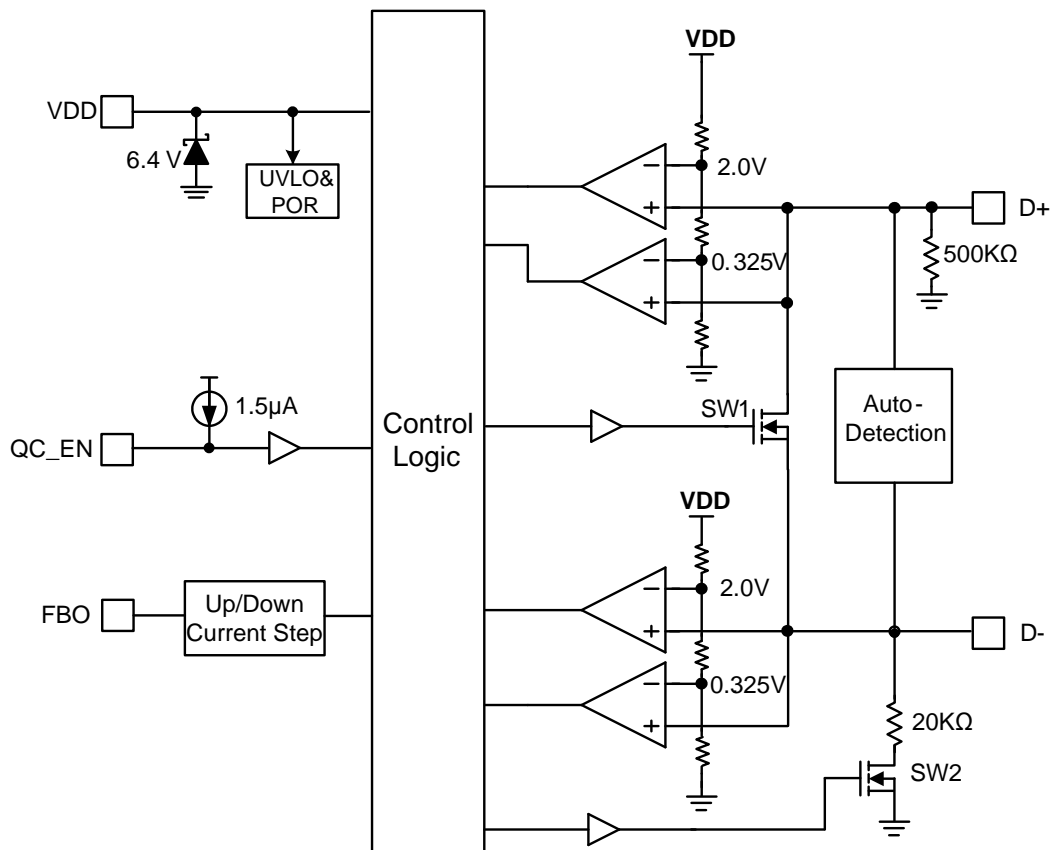 VDD
VDD
6.4 V
UVLO&
POR
2.0V
D+
0.325V
500KΩ
1.5µA
QC_EN
Control
Logic
SW1
Auto-
Detection
VDD
FBO
Up/Down
Current Step
2.0V
D-
0.325V
20KΩ
SW2